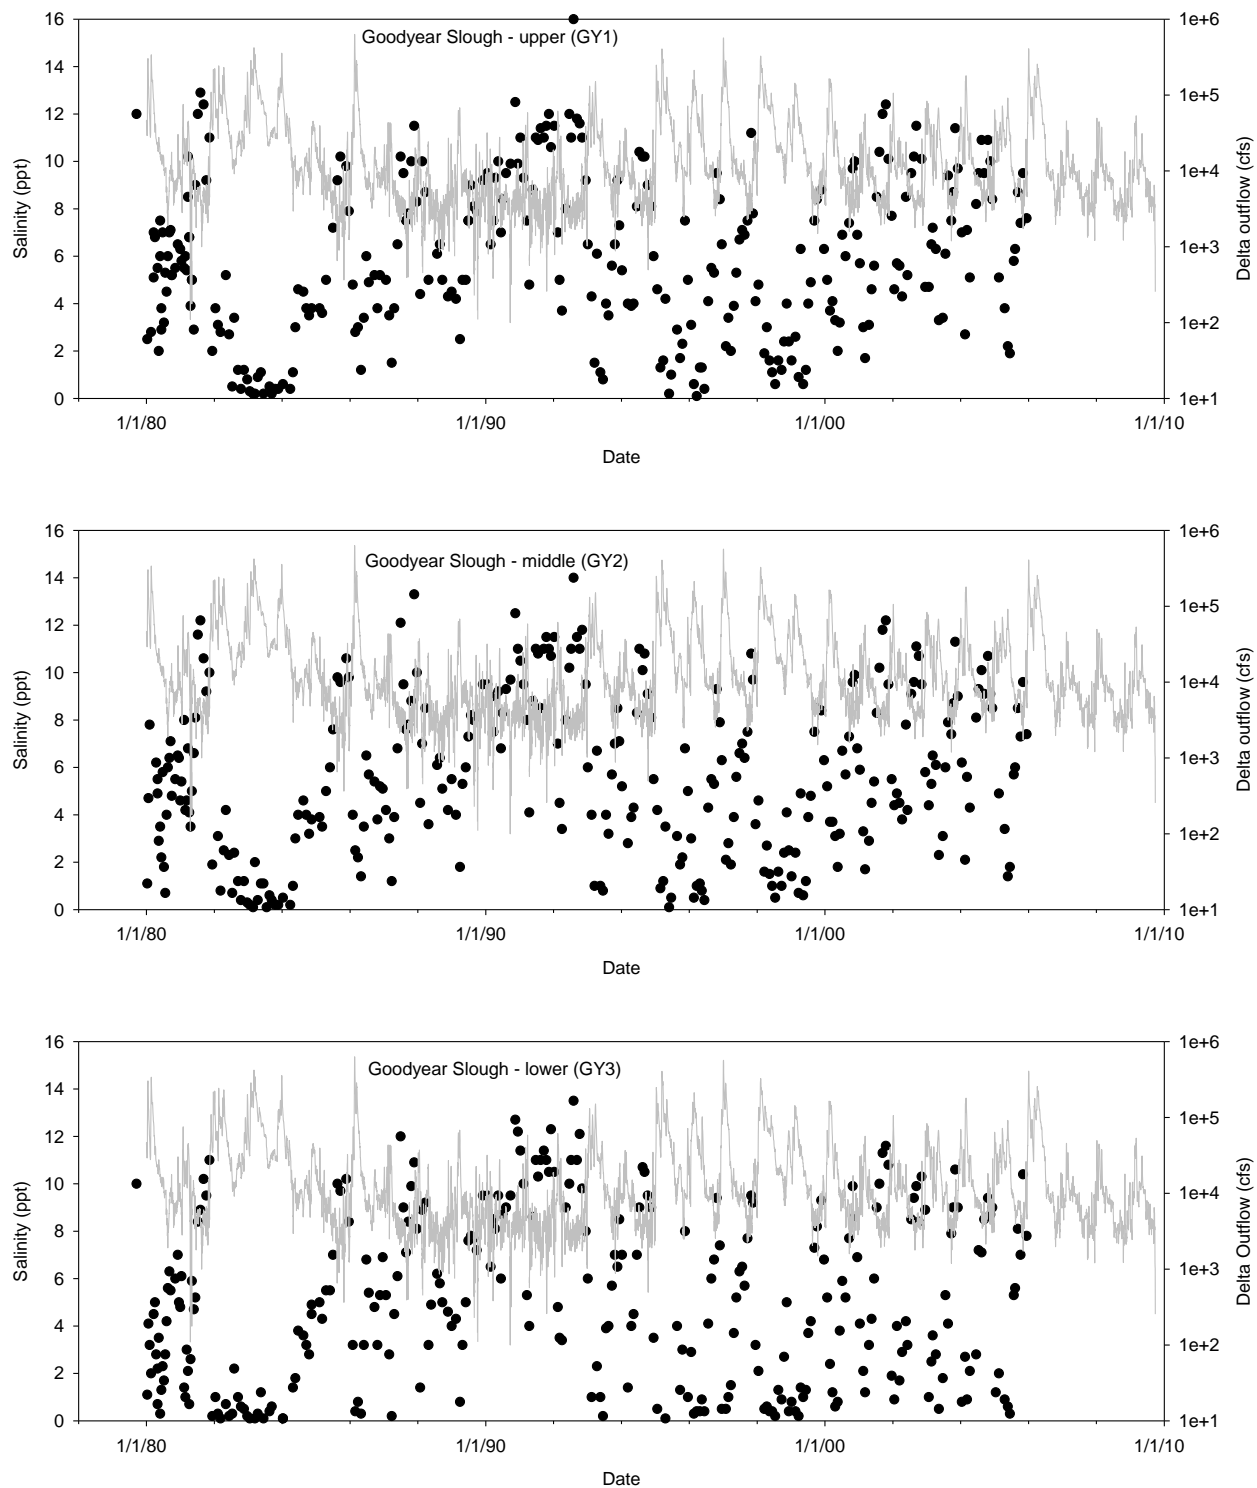 Goodyear Slough - upper (GY1)
Salinity (ppt)
16
14
12
10
8
6
4
2
0
1e+6
1e+5
1e+4
1e+3
1e+2
1e+1
Delta outflow (cfs)
1/1/80 1/1/90 1/1/00 1/1/10
Date
Goodyear Slough - middle (GY2)
Salinity (ppt)
16
14
12
10
8
6
4
2
0
1e+6
1e+5
1e+4
1e+3
1e+2
1e+1
Delta outflow (cfs)
1/1/80 1/1/90 1/1/00 1/1/10
Date
Goodyear Slough - lower (GY3)
Salinity (ppt)
16
14
12
10
8
6
4
2
0
1e+6
1e+5
1e+4
1e+3
1e+2
1e+1
Delta Outflow (cfs)
1/1/80 1/1/90 1/1/00 1/1/10
Date